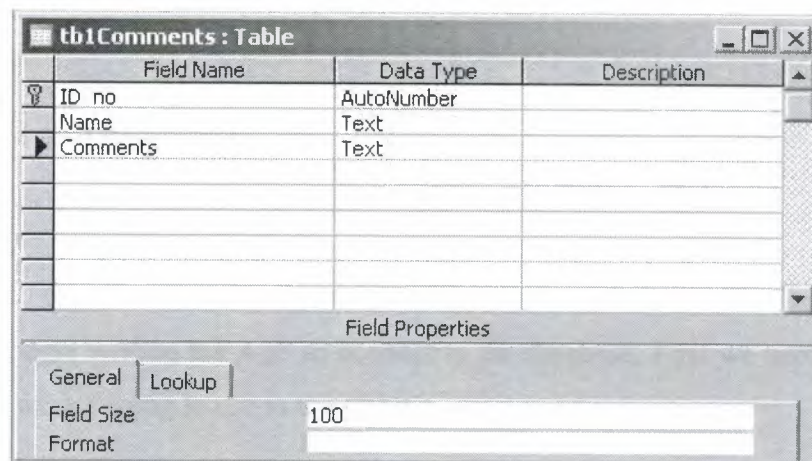 tb1Comments : Table
Field Name Data Type Description
ID no AutoNumber
Name Text
Comments Text
Field Properties
General Lookup
Field Size 100
Format